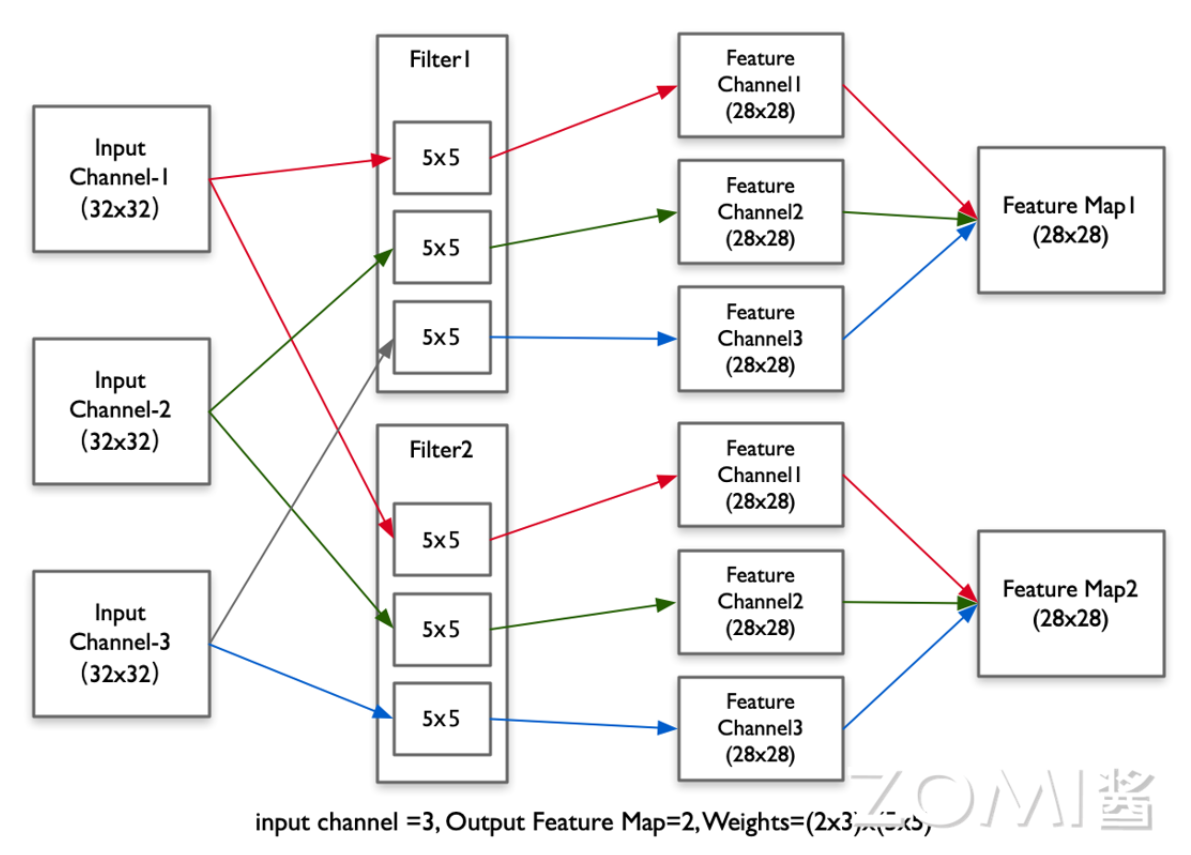 Input
Channel-1
(32x32)
Input
Channel-2
(32x32)
Input
Channel-3
(32x32)
Filter1
5x5
5x5
5x5
Filter2
5x5
5x5
5x5
Feature
Channel1
(28x28)
Feature
Channel2
(28x28)
Feature
Channel3
(28x28)
Feature
Channel1
(28x28)
Feature
Channel2
(28x28)
Feature
Channel3
(28x28)
Feature Map1
(28x28)
Feature Map2
(28x28)
input channel =3, Output Feature Map=2, Weights=(2x3)x(5x5)
ZOMI酱